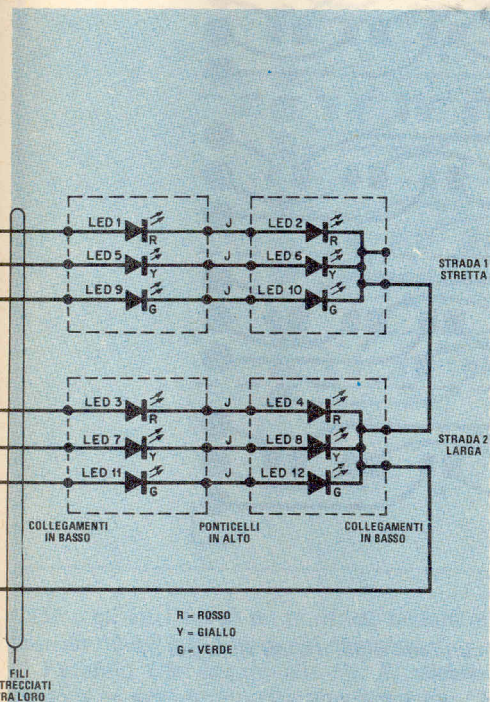 LED 1
R
J
LED 2
R
LED 5
Y
J
LED 6
Y
STRADA 1
STRETTA
LED 9
G
J
LED 10
G
LED 3
R
J
LED 4
R
LED 7
Y
J
LED 8
Y
STRADA 2
LARGA
LED 11
G
J
LED 12
G
COLLEGAMENTI
IN BASSO
PONTICELLI
IN ALTO
COLLEGAMENTI
IN BASSO
R = ROSSO
Y = GIALLO
G = VERDE
FILI
TRECCIATI
RA LORO